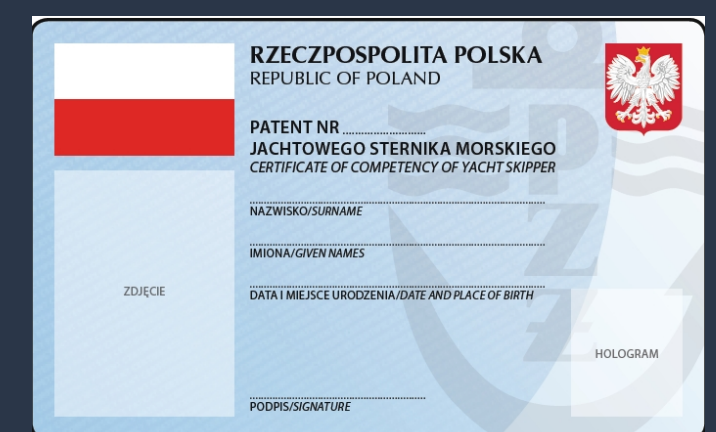 RZECZPOSPOLITA POLSKA
REPUBLIC OF POLAND
PATENT NR ........................
JACHTOWEGO STERNIKA MORSKIEGO
CERTIFICATE OF COMPETENCY OF YACHT SKIPPER
NAZWISKO/SURNAME
IMIONA/GIVEN NAMES
ZDJĘCIE
DATA I MIEJSCE URODZENIA/DATE AND PLACE OF BIRTH
HOLOGRAM
PODPIS/SIGNATURE
P
Z
Ż